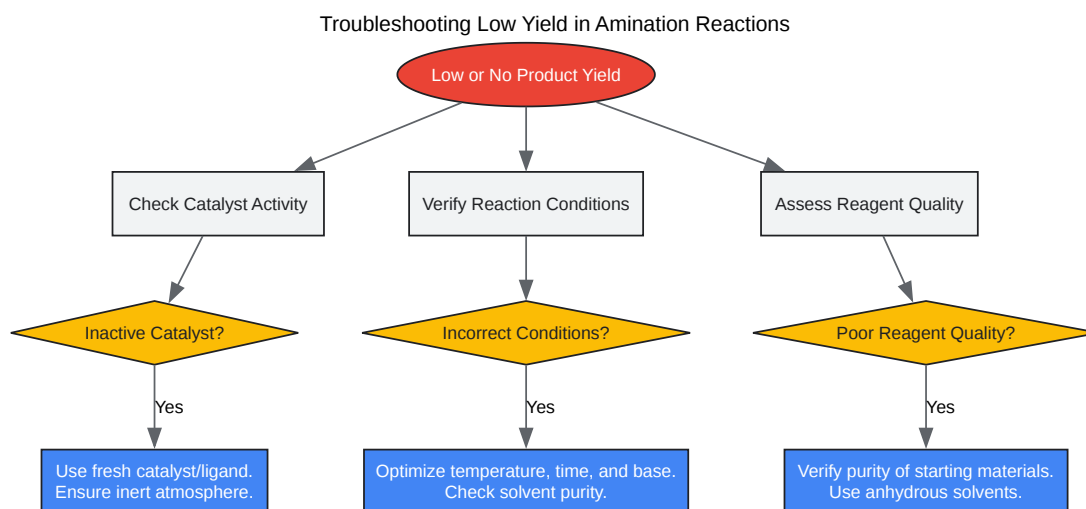 Troubleshooting Low Yield in Amination Reactions
Low or No Product Yield
Check Catalyst Activity
Verify Reaction Conditions
Assess Reagent Quality
Inactive Catalyst?
Incorrect Conditions?
Poor Reagent Quality?
Yes
Yes
Yes
Use fresh catalyst/ligand.
Ensure inert atmosphere.
Optimize temperature, time, and base.
Check solvent purity.
Verify purity of starting materials.
Use anhydrous solvents.